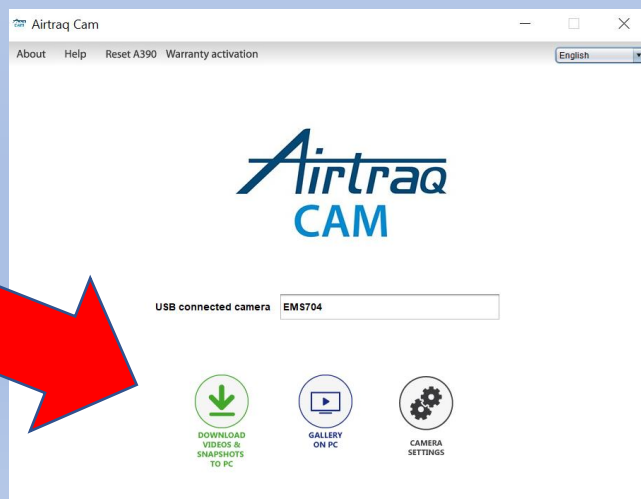 Airtraq Cam
About Help Reset A390 Warranty activation English
Airtraq
CAM
USB connected camera EMS704
DOWNLOAD
VIDEOS &
SNAPSHOTS
TO PC
GALLERY
ON PC
CAMERA
SETTINGS